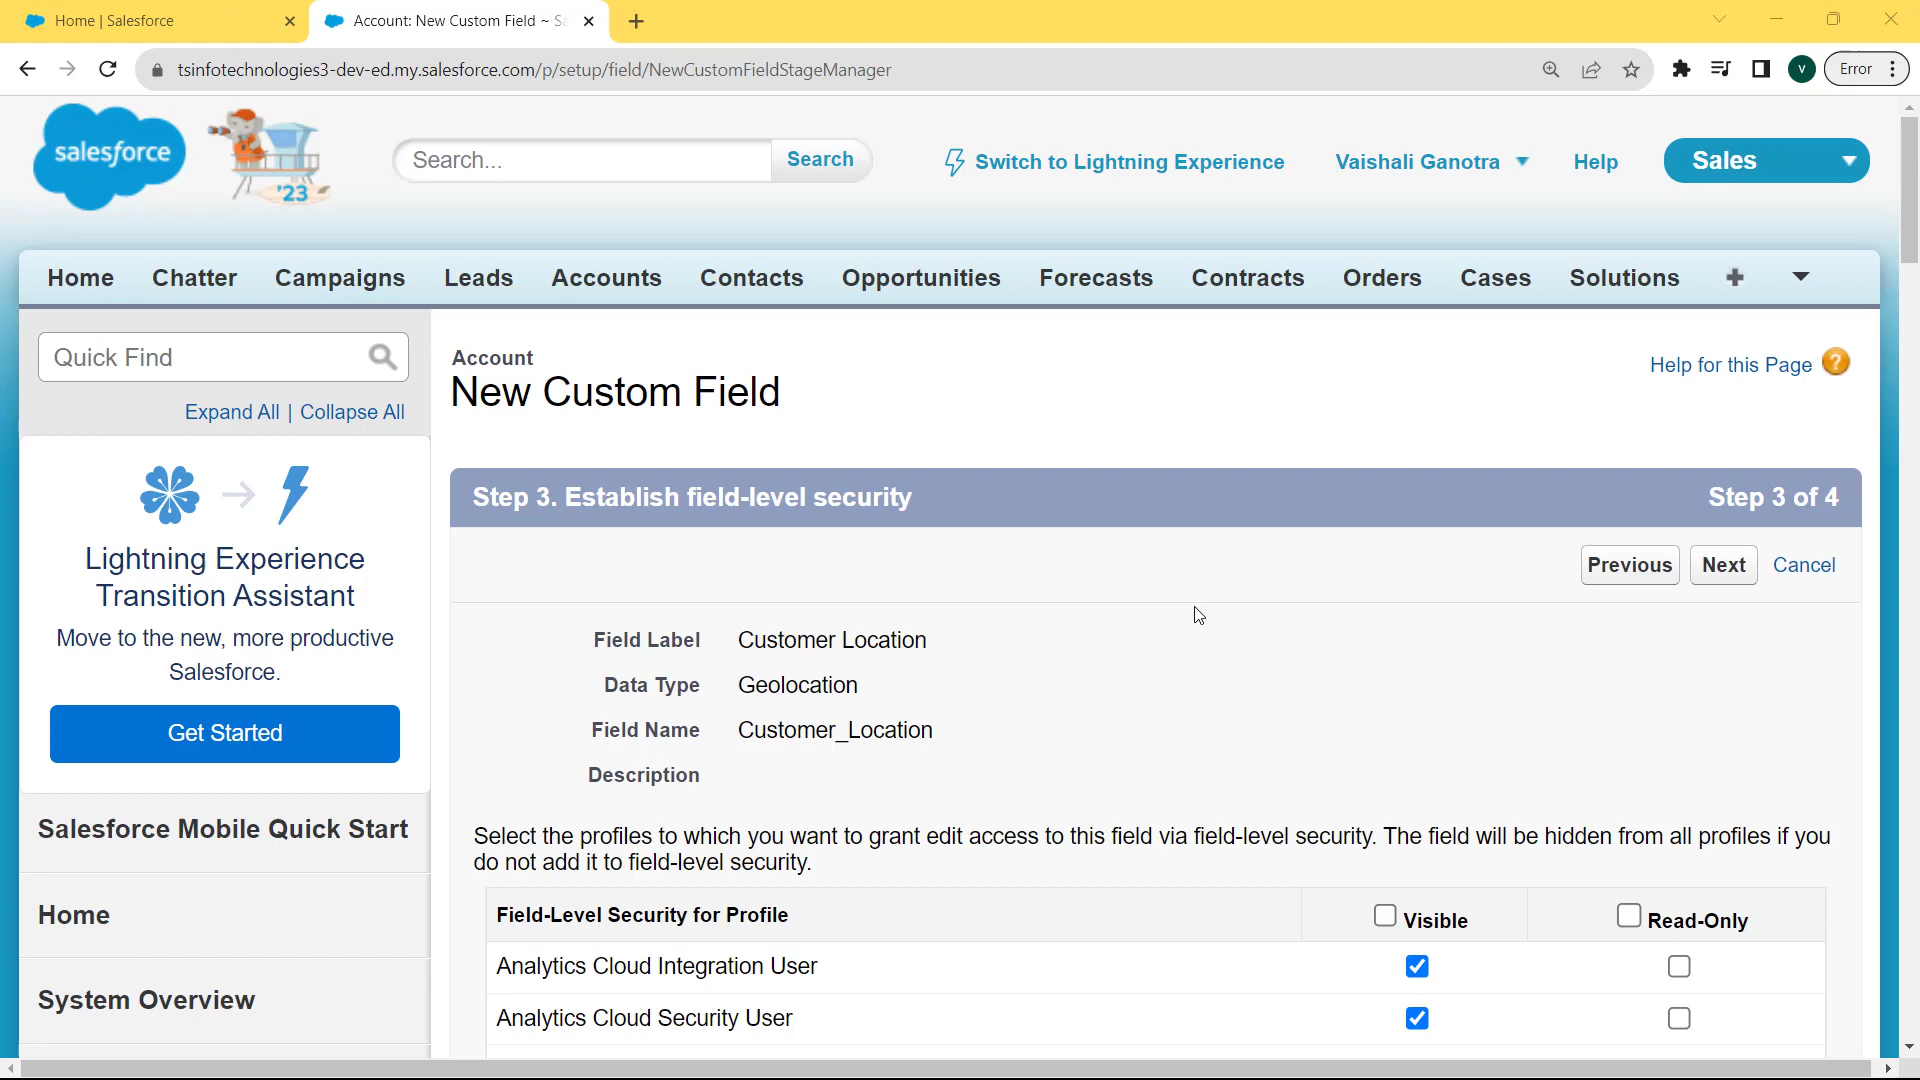 Home | Salesforce
Account: New Custom Field ~ Sa
tsinfotechnologies3-dev-ed.my.salesforce.com/p/setup/field/NewCustomFieldStageManager
V
Error
salesforce
'23
Search...
Search
Switch to Lightning Experience
Vaishali Ganotra
Help
Sales
Home
Chatter
Campaigns
Leads
Accounts
Contacts
Opportunities
Forecasts
Contracts
Orders
Cases
Solutions
Quick Find
Expand All | Collapse All
Lightning Experience
Transition Assistant
Move to the new, more productive
Salesforce.
Get Started
Salesforce Mobile Quick Start
Home
System Overview
Account
New Custom Field
Help for this Page ?
Step 3. Establish field-level security
Step 3 of 4
Previous
Next
Cancel
Field Label Customer Location
Data Type Geolocation
Field Name Customer_Location
Description
Select the profiles to which you want to grant edit access to this field via field-level security. The field will be hidden from all profiles if you
do not add it to field-level security.
Field-Level Security for Profile
Visible
Read-Only
Analytics Cloud Integration User
Analytics Cloud Security User